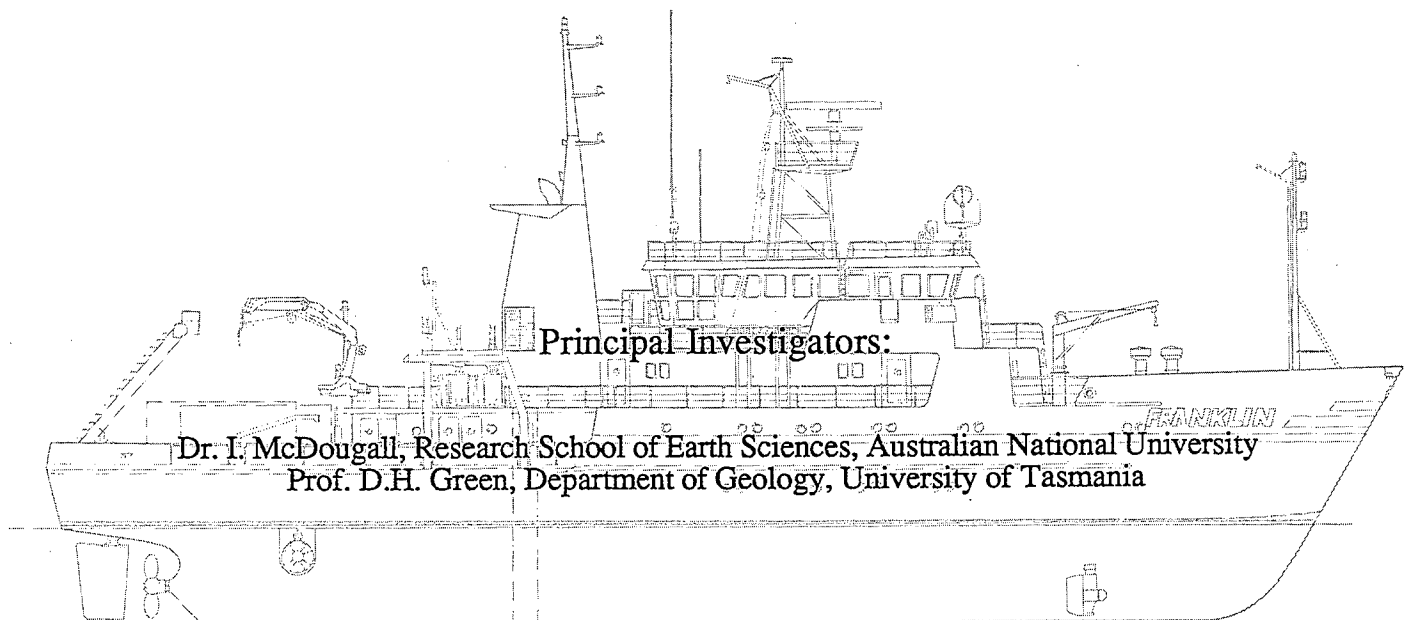 Principal Investigators:
FRANKLIN
Dr. I. McDougall, Research School of Earth Sciences, Australian National University
Prof. D.H. Green, Department of Geology, University of Tasmania